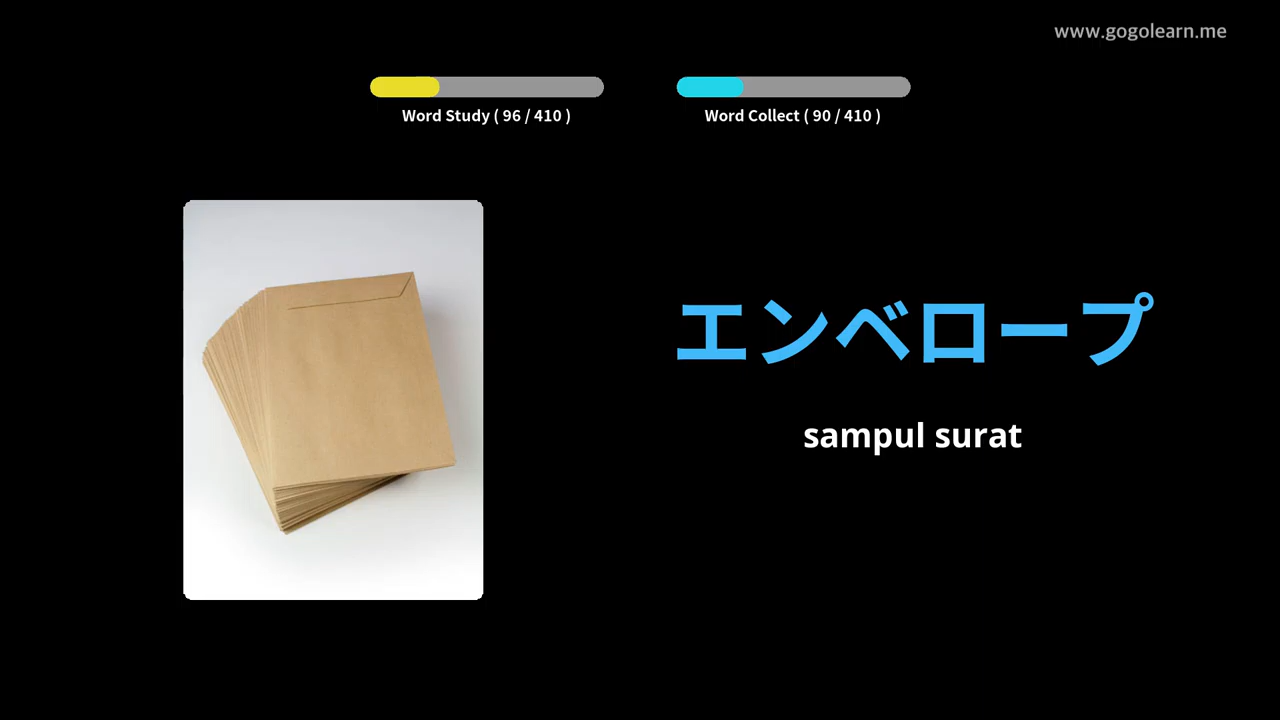 www.gogolearn.me
Word Study ( 96 / 410 )
Word Collect ( 90 / 410 )
エンベロープ
sampul surat